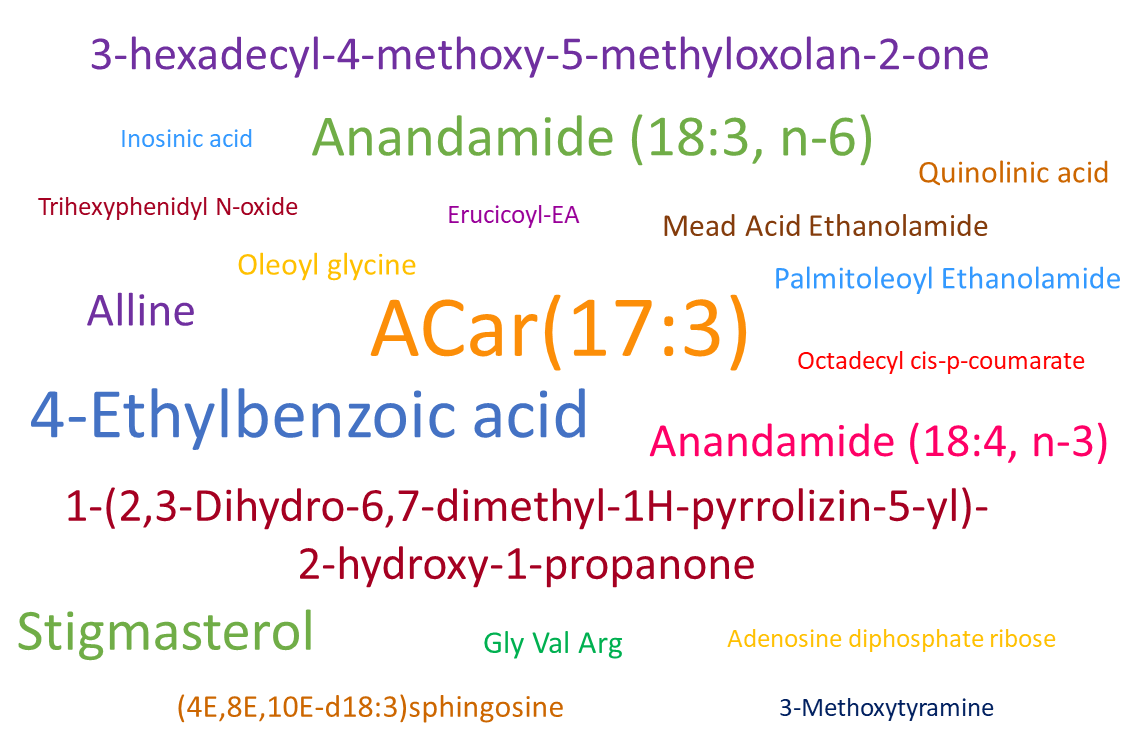 3-hexadecyl-4-methoxy-5-methyloxolan-2-one
Inosinic acid
Anandamide (18:3, n-6)
Quinolinic acid
Trihexyphenidyl N-oxide
Erucicoyl-EA
Mead Acid Ethanolamide
Oleoyl glycine
Palmitoleoyl Ethanolamide
Alline
ACar(17:3)
Octadecyl cis-p-coumarate
4-Ethylbenzoic acid
Anandamide (18:4, n-3)
1-(2,3-Dihydro-6,7-dimethyl-1H-pyrrolizin-5-yl)-
2-hydroxy-1-propanone
Stigmasterol
Gly Val Arg
Adenosine diphosphate ribose
(4E,8E,10E-d18:3)sphingosine
3-Methoxytyramine